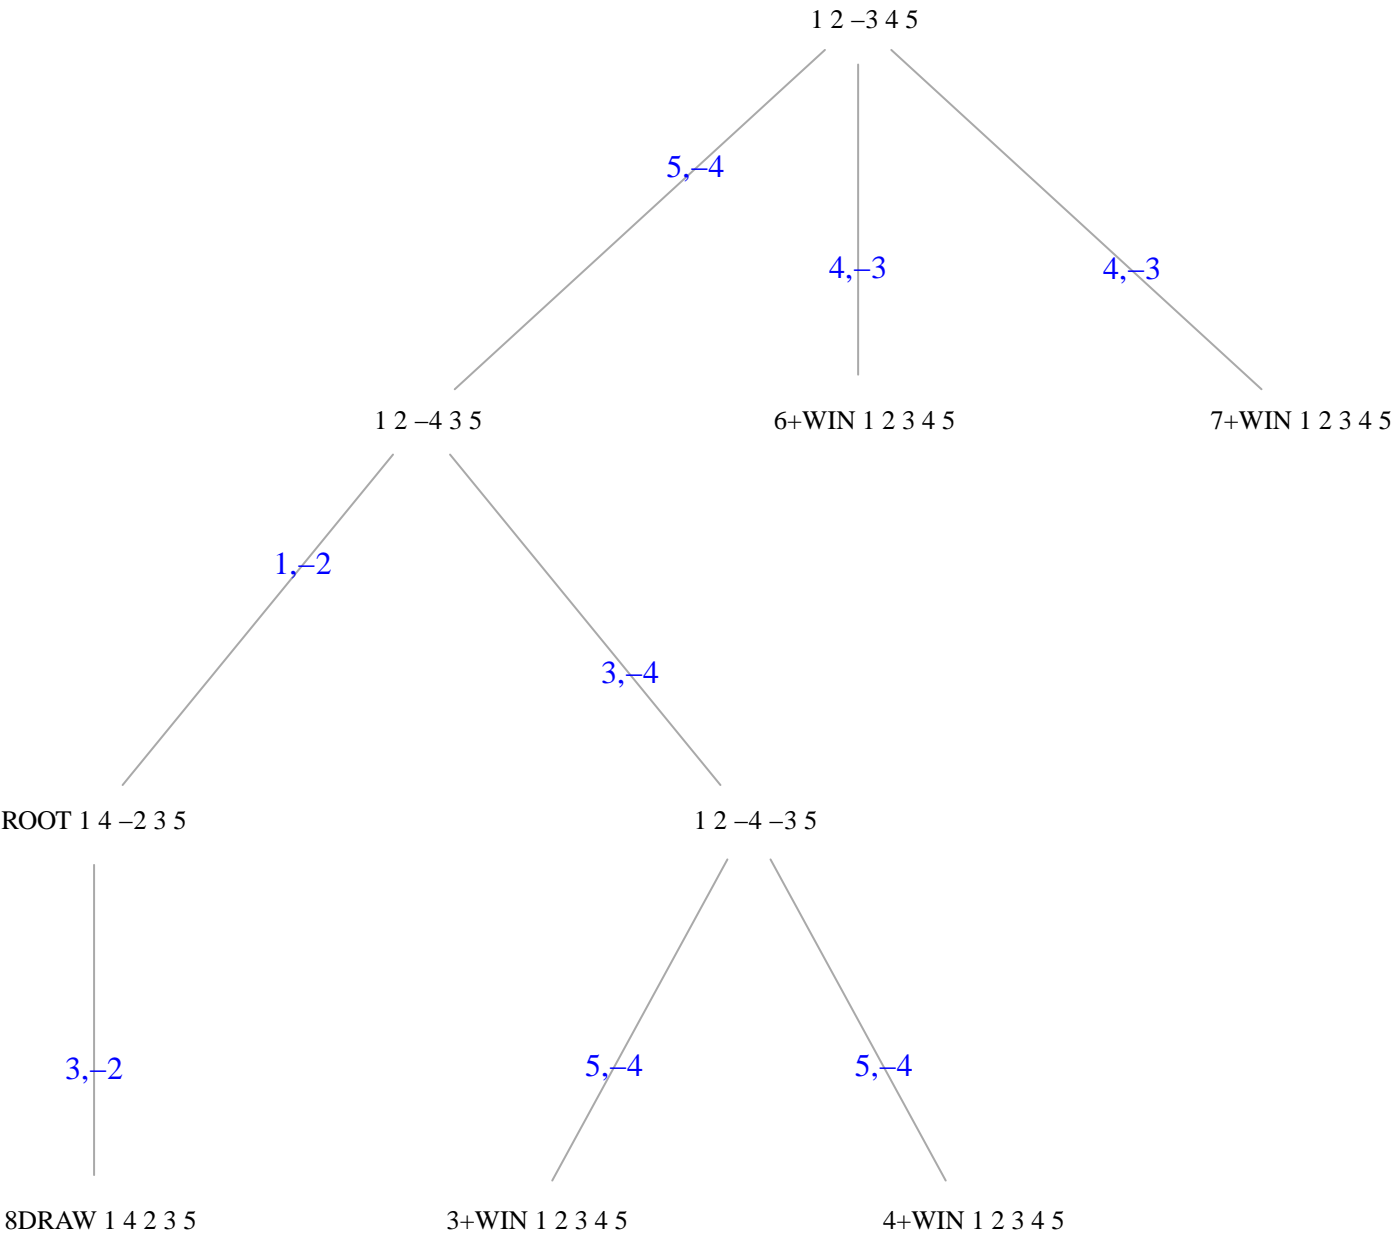 1 2 –3 4 5
5,–4
4,–3
4,–3
1 2 –4 3 5
6+WIN 1 2 3 4 5
7+WIN 1 2 3 4 5
1,–2
3,–4
ROOT 1 4 –2 3 5
1 2 –4 –3 5
3,–2
5,–4
5,–4
8DRAW 1 4 2 3 5
3+WIN 1 2 3 4 5
4+WIN 1 2 3 4 5